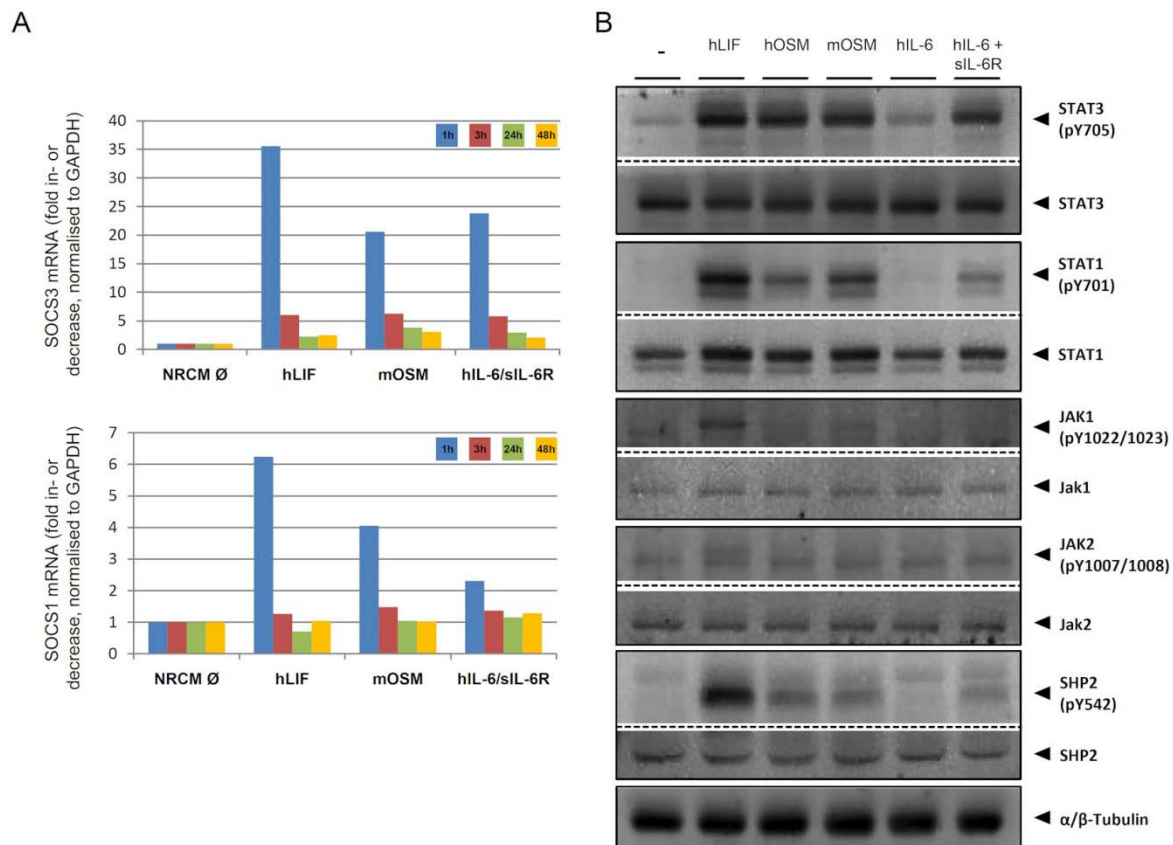 A
SOCS3 mRNA (fold in- or
decrease, normalised to GAPDH)
40
35
30
25
20
15
10
5
0
1h 3h 24h 48h
NRCM Ø hLIF mOSM hIL-6/sIL-6R
SOCS1 mRNA (fold in- or
decrease, normalised to GAPDH)
7
6
5
4
3
2
1
0
1h 3h 24h 48h
NRCM Ø hLIF mOSM hIL-6/sIL-6R
B
- hLIF hOSM mOSM hIL-6 hIL-6 +
sIL-6R
STAT3
(pY705)
STAT3
STAT1
(pY701)
STAT1
JAK1
(pY1022/1023)
Jak1
JAK2
(pY1007/1008)
Jak2
SHP2
(pY542)
SHP2
α/β-Tubulin